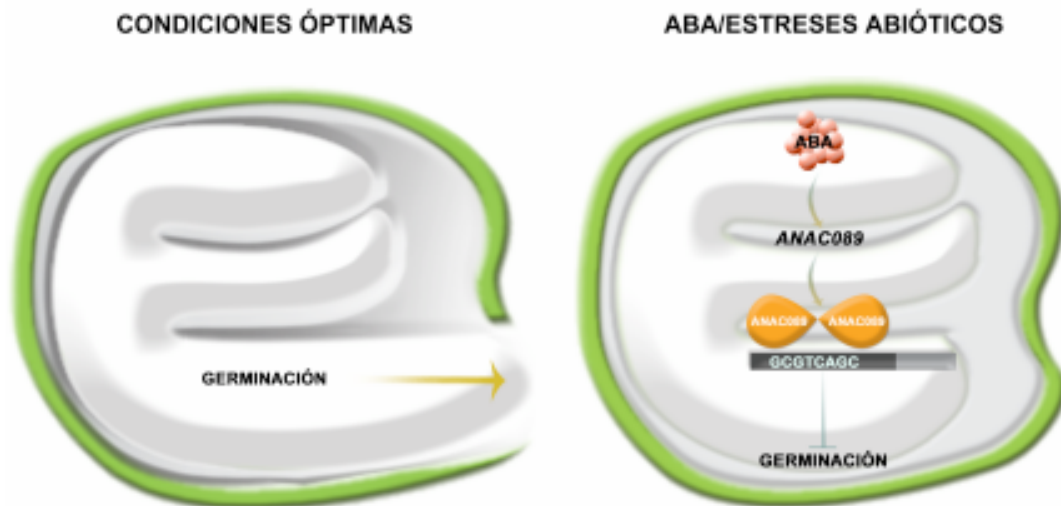 CONDICIONES ÓPTIMAS
ABA/ESTRESES ABIÓTICOS
ABA
ANAC089
ANAC089 ANAC089
GCGTCAGC
GERMINACIÓN
GERMINACIÓN